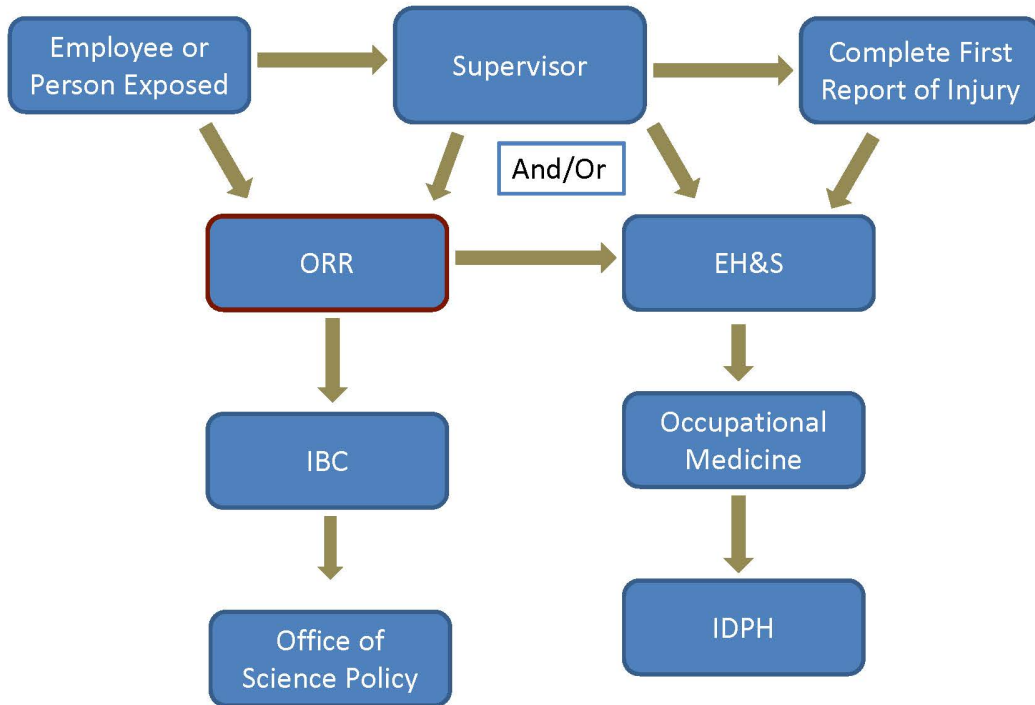 Employee or
Person Exposed
Supervisor
Complete First
Report of Injury
And/Or
ORR
EH&S
IBC
Occupational
Medicine
Office of
Science Policy
IDPH